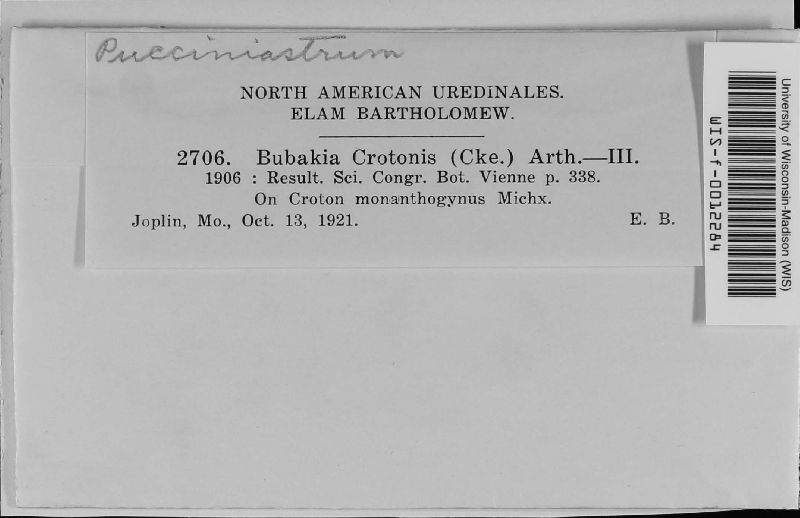 Pucciniastrum
NORTH AMERICAN UREDINALES.
ELAM BARTHOLOMEW.
2706. Bubakia Crotonis (Cke.) Arth.—III.
1906 : Result. Sci. Congr. Bot. Vienne p. 338.
On Croton monanthogynus Michx.
Joplin, Mo., Oct. 13, 1921. E. B.
University of Wisconsin-Madison (WIS)
WIS-f-0012284